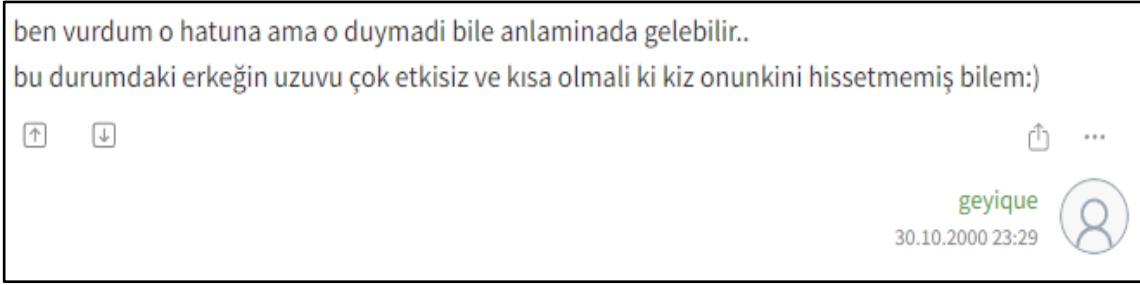 ben vurdum o hatuna ama o duymadi bile anlaminada gelebilir..
bu durumdaki erkeğin uzuvu çok etkisiz ve kısa olmali ki kiz onunkini hissetmemiş bilem:)
geyique
30.10.2000 23:29